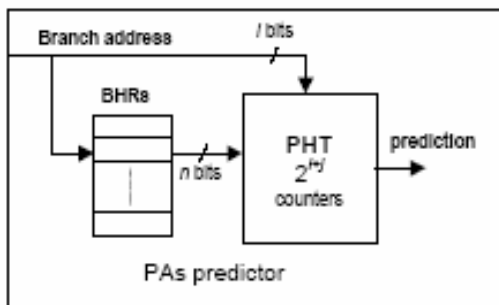 Branch address
l bits
BHRs
n bits
PHT
2^i+j
counters
prediction
PAs predictor